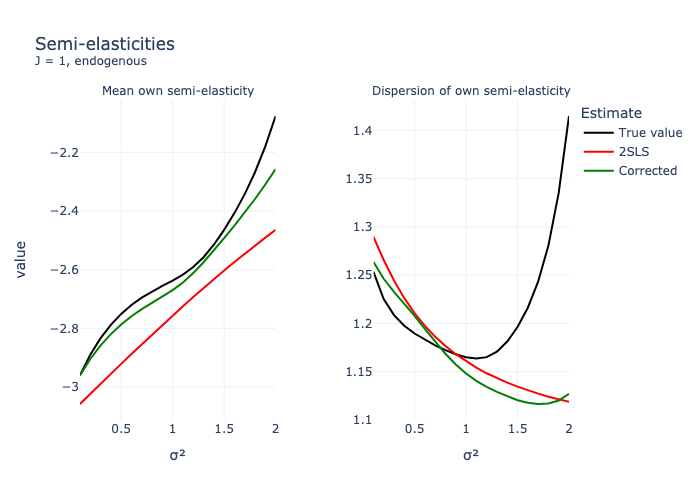 Semi-elasticities
J = 1, endogenous
Mean own semi-elasticity
Dispersion of own semi-elasticity
Estimate
True value
2SLS
Corrected
value
−2.2
−2.4
−2.6
−2.8
−3
0.5
1
1.5
2
σ²
1.4
1.35
1.3
1.25
1.2
1.15
1.1
0.5
1
1.5
2
σ²